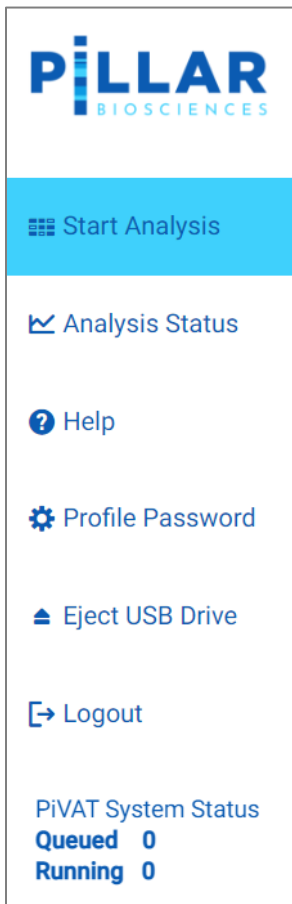 PiLLAR
BIOSCIENCES
Start Analysis
Analysis Status
Help
Profile Password
Eject USB Drive
Logout
PiVAT System Status
Queued 0
Running 0